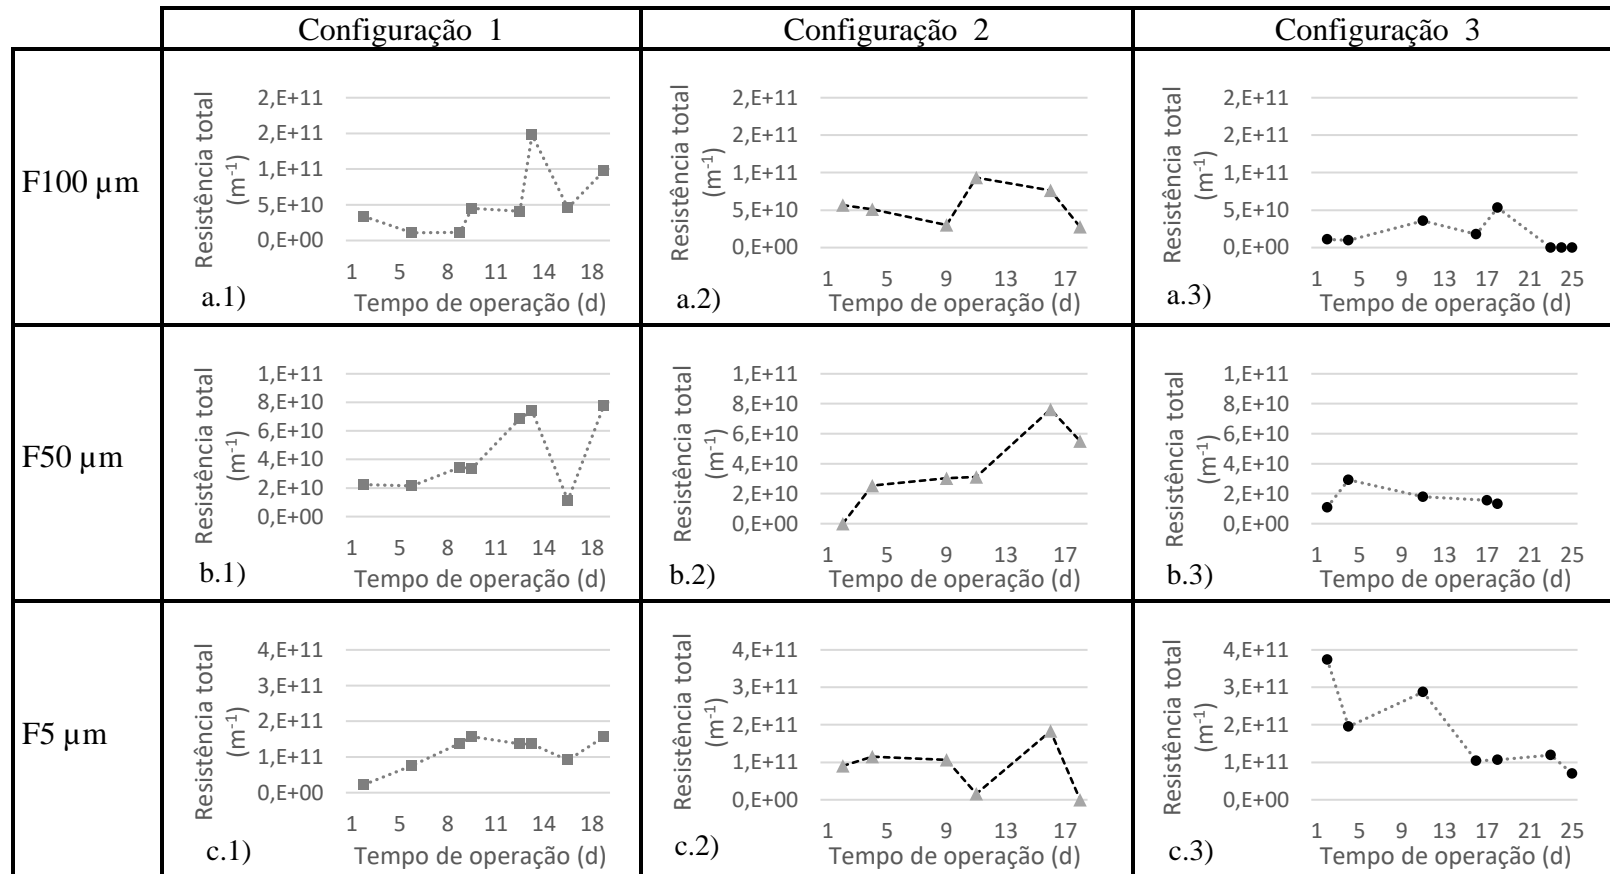 Configuração 1
Configuração 2
Configuração 3
F100 µm
Resistência total
(m⁻¹)
2,E+11
2,E+11
1,E+11
5,E+10
0,E+00
1 5 8 11 14 18
Tempo de operação (d)
a.1)
Resistência total
(m⁻¹)
2,E+11
2,E+11
1,E+11
5,E+10
0,E+00
1 5 9 13 17
Tempo de operação (d)
a.2)
Resistência total
(m⁻¹)
2,E+11
2,E+11
1,E+11
5,E+10
0,E+00
1 5 9 13 17 21 25
Tempo de operação (d)
a.3)
F50 µm
Resistência total
(m⁻¹)
1,E+11
8,E+10
6,E+10
4,E+10
2,E+10
0,E+00
1 5 8 11 14 18
Tempo de operação (d)
b.1)
Resistência total
(m⁻¹)
1,E+11
8,E+10
6,E+10
4,E+10
2,E+10
0,E+00
1 5 9 13 17
Tempo de operação (d)
b.2)
Resistência total
(m⁻¹)
1,E+11
8,E+10
6,E+10
4,E+10
2,E+10
0,E+00
1 5 9 13 17 21 25
Tempo de operação (d)
b.3)
F5 µm
Resistência total
(m⁻¹)
4,E+11
3,E+11
2,E+11
1,E+11
0,E+00
1 5 8 11 14 18
Tempo de operação (d)
c.1)
Resistência total
(m⁻¹)
4,E+11
3,E+11
2,E+11
1,E+11
0,E+00
1 5 9 13 17
Tempo de operação (d)
c.2)
Resistência total
(m⁻¹)
4,E+11
3,E+11
2,E+11
1,E+11
0,E+00
1 5 9 13 17 21 25
Tempo de operação (d)
c.3)